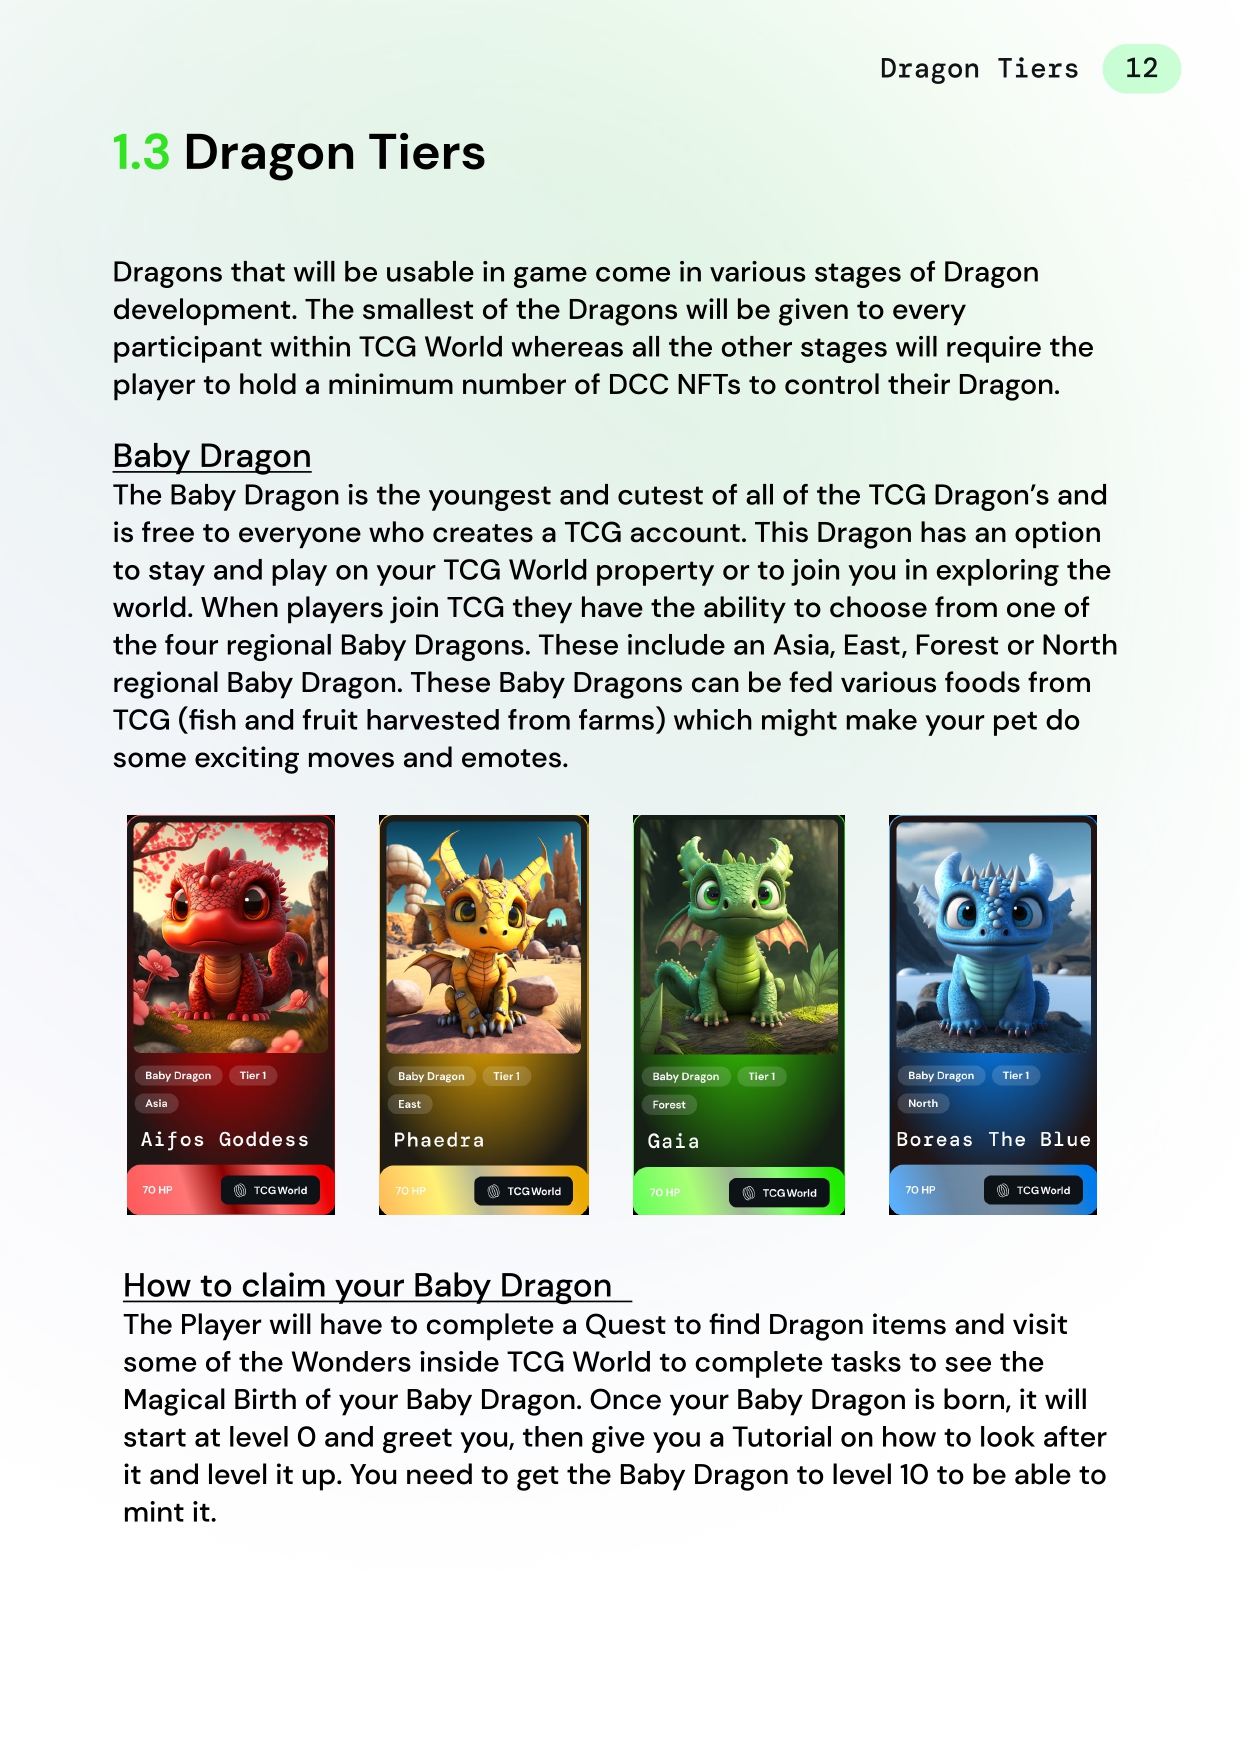 Dragon Tiers 12
1.3 Dragon Tiers
Dragons that will be usable in game come in various stages of Dragon
development. The smallest of the Dragons will be given to every
participant within TCG World whereas all the other stages will require the
player to hold a minimum number of DCC NFTs to control their Dragon.
Baby Dragon
The Baby Dragon is the youngest and cutest of all of the TCG Dragon’s and
is free to everyone who creates a TCG account. This Dragon has an option
to stay and play on your TCG World property or to join you in exploring the
world. When players join TCG they have the ability to choose from one of
the four regional Baby Dragons. These include an Asia, East, Forest or North
regional Baby Dragon. These Baby Dragons can be fed various foods from
TCG (fish and fruit harvested from farms) which might make your pet do
some exciting moves and emotes.
Baby Dragon Tier 1
Asia
Aifos Goddess
70 HP TCG World
Baby Dragon Tier 1
East
Phaedra
70 HP TCG World
Baby Dragon Tier 1
Forest
Gaia
70 HP TCG World
Baby Dragon Tier 1
North
Boreas The Blue
70 HP TCG World
How to claim your Baby Dragon
The Player will have to complete a Quest to find Dragon items and visit
some of the Wonders inside TCG World to complete tasks to see the
Magical Birth of your Baby Dragon. Once your Baby Dragon is born, it will
start at level 0 and greet you, then give you a Tutorial on how to look after
it and level it up. You need to get the Baby Dragon to level 10 to be able to
mint it.